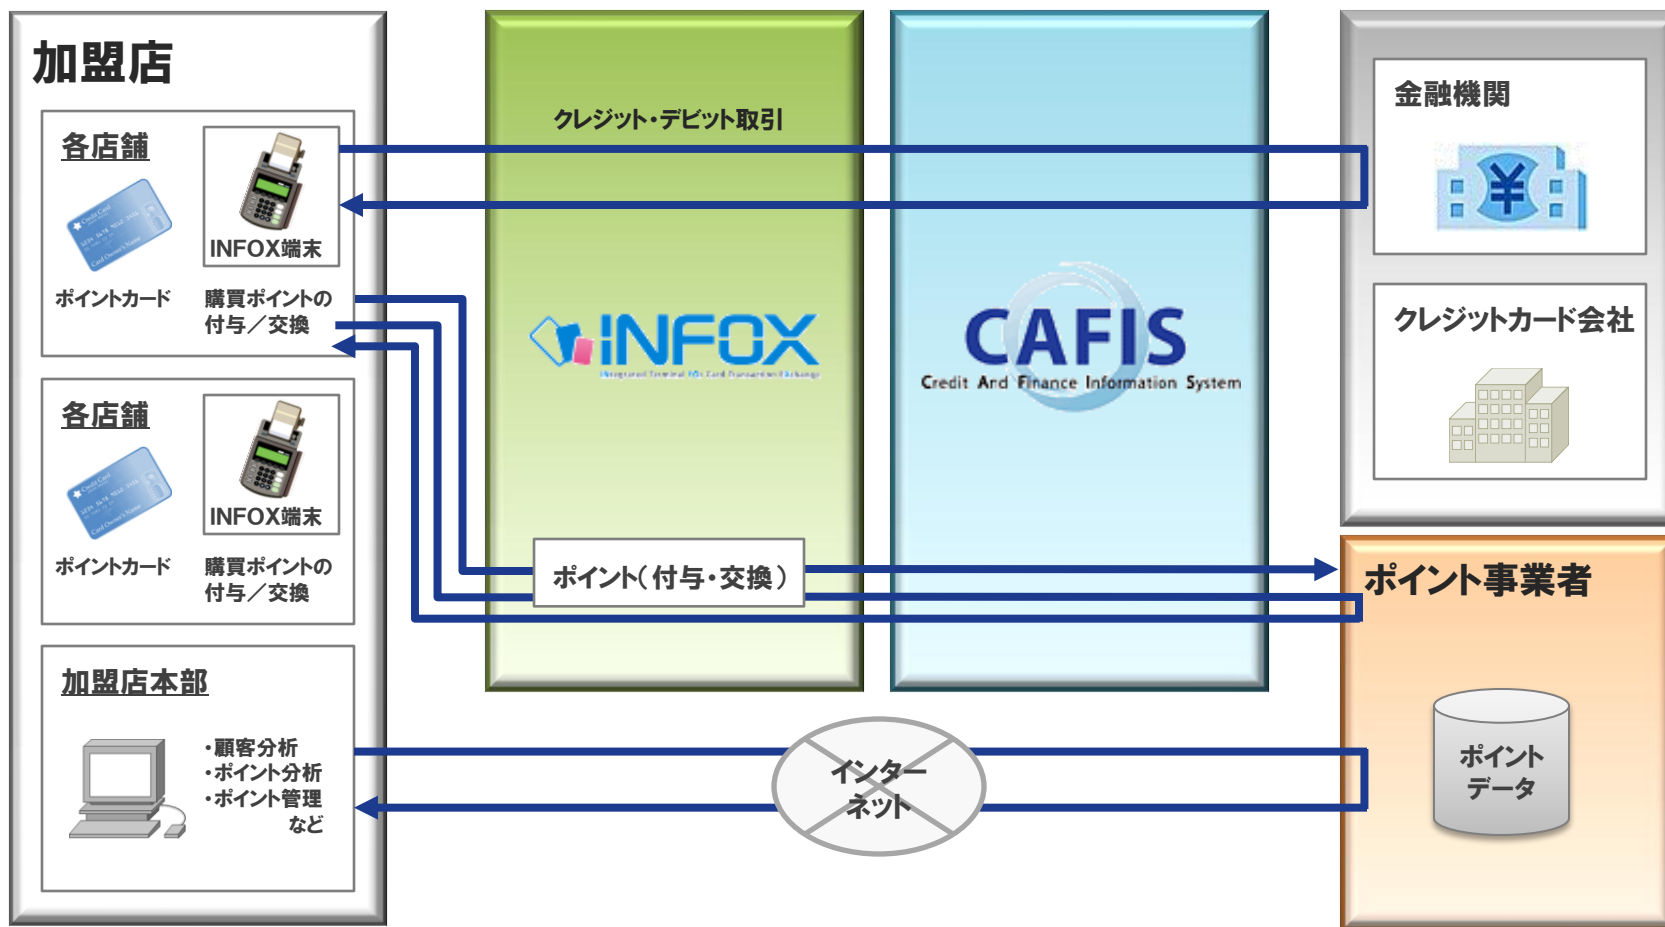 加盟店
各店舗
INFOX端末
ポイントカード
購買ポイントの
付与／交換
各店舗
INFOX端末
ポイントカード
購買ポイントの
付与／交換
加盟店本部
・顧客分析
・ポイント分析
・ポイント管理
など
クレジット・デビット取引
INFOX
ポイント（付与・交換）
CAFIS
Credit And Finance Information System
インター
ネット
金融機関
¥
クレジットカード会社
ポイント事業者
ポイント
データ